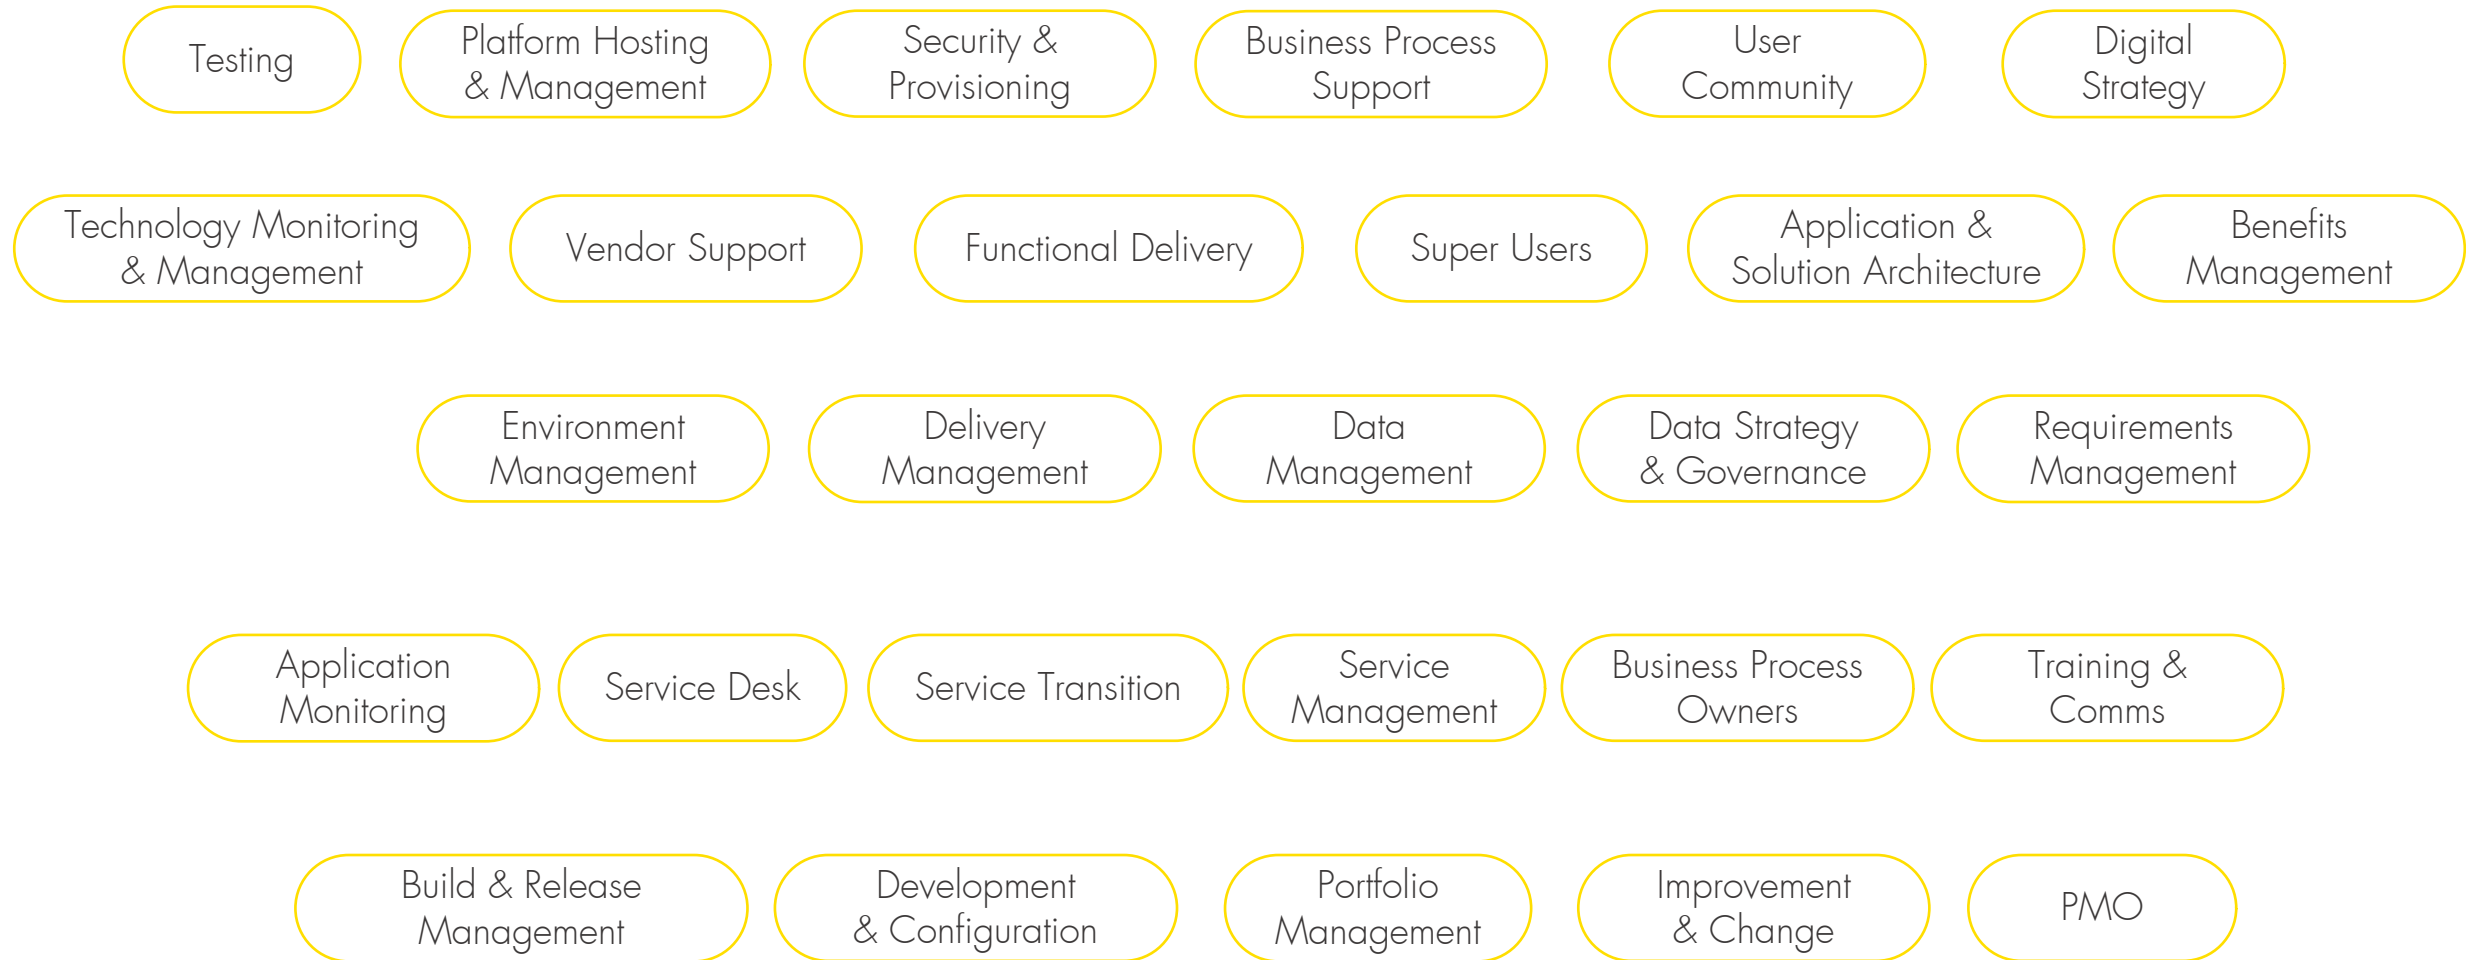 Testing
Platform Hosting
& Management
Security &
Provisioning
Business Process
Support
User
Community
Digital
Strategy
Technology Monitoring
& Management
Vendor Support
Functional Delivery
Super Users
Application &
Solution Architecture
Benefits
Management
Environment
Management
Delivery
Management
Data
Management
Data Strategy
& Governance
Requirements
Management
Application
Monitoring
Service Desk
Service Transition
Service
Management
Business Process
Owners
Training &
Comms
Build & Release
Management
Development
& Configuration
Portfolio
Management
Improvement
& Change
PMO